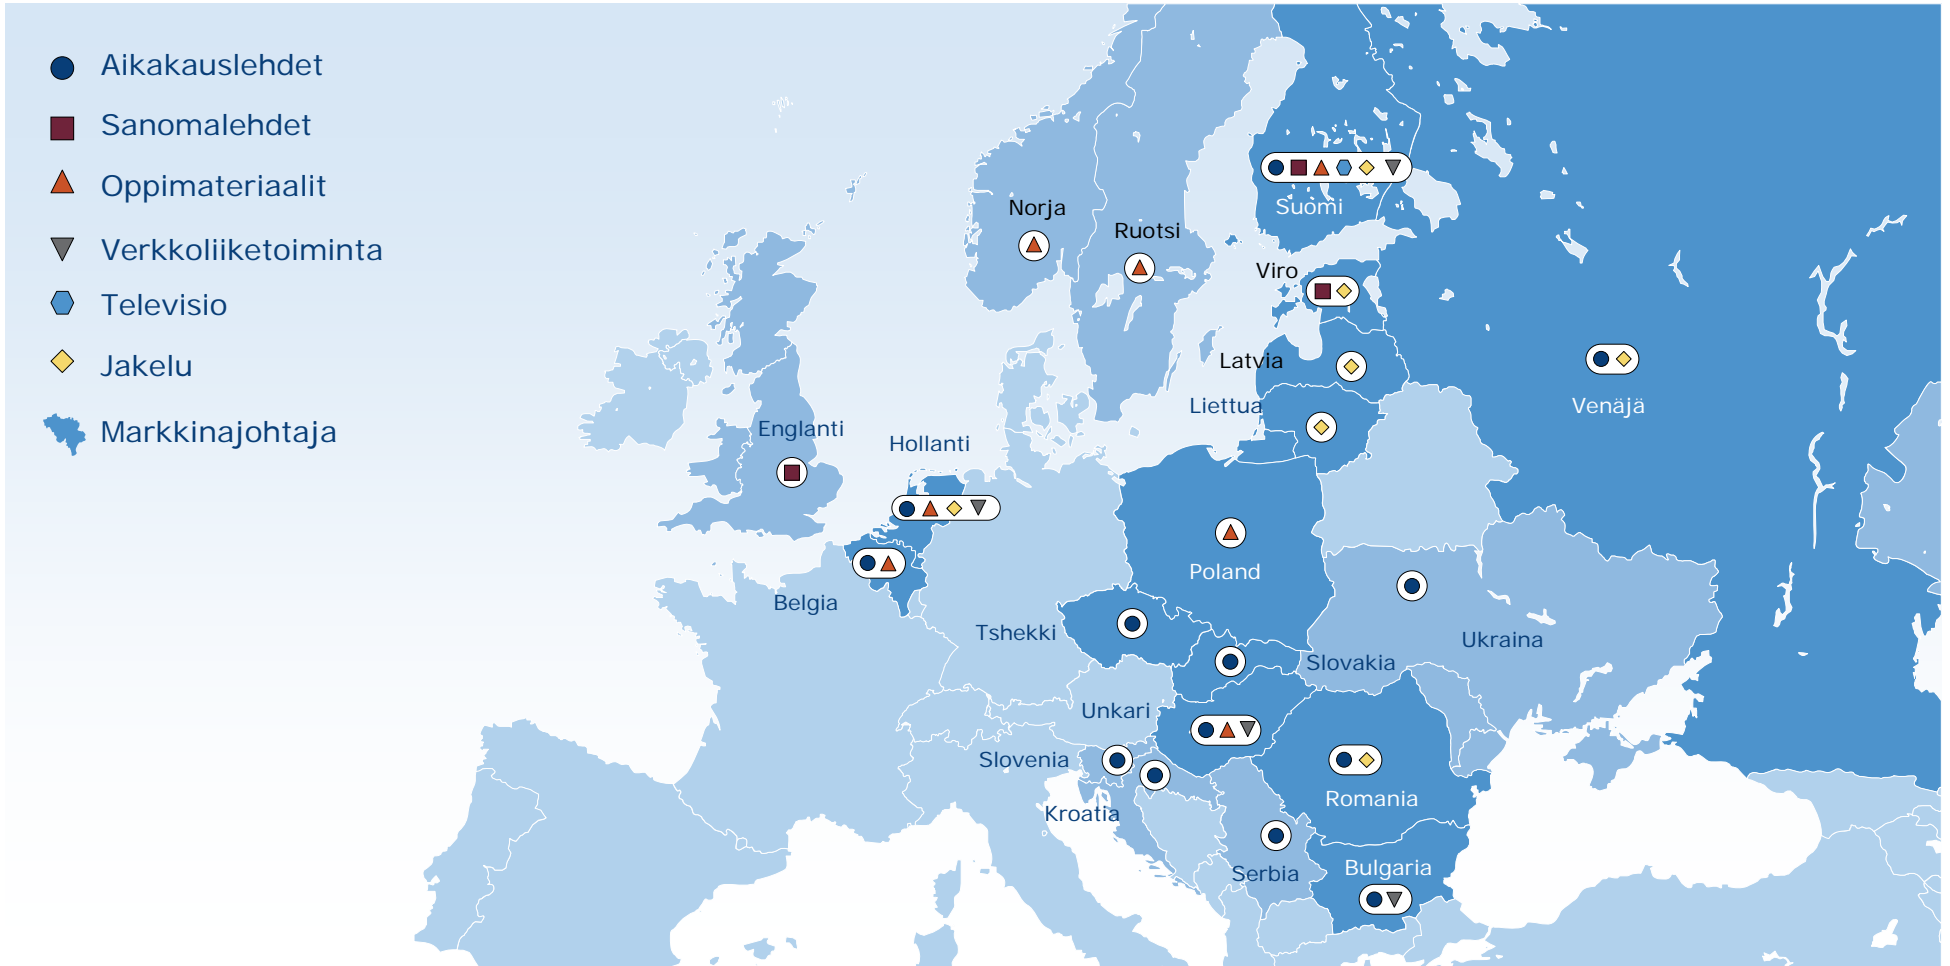 Aikakauslehdet
Sanomalehdet
Oppimateriaalit
Verkkoliiketoiminta
Televisio
Jakelu
Markkinajohtaja
Suomi
Norja
Ruotsi
Viro
Latvia
Liettua
Venäjä
Englanti
Hollanti
Belgia
Poland
Tshekki
Slovakia
Ukraina
Unkari
Slovenia
Kroatia
Romania
Serbia
Bulgaria